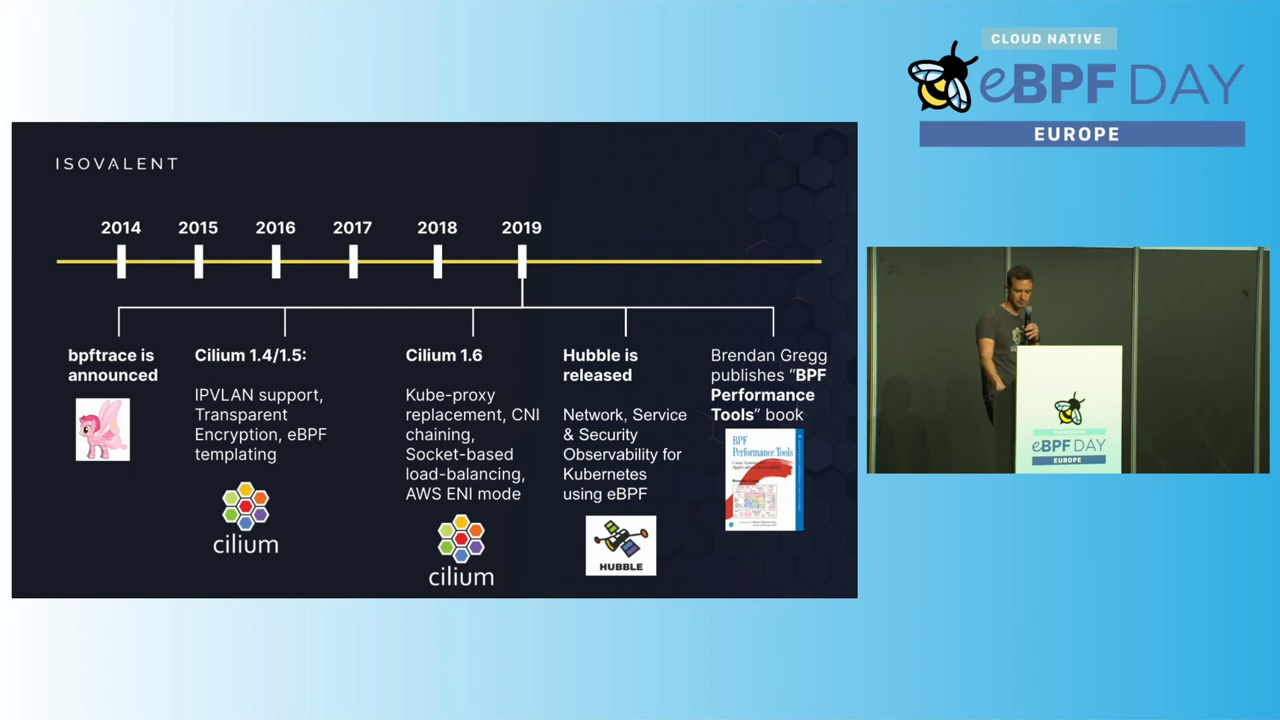 CLOUD NATIVE
eBPF DAY
EUROPE
ISOVALENT
2014 2015 2016 2017 2018 2019
bpftrace is
announced
Cilium 1.4/1.5:
IPVLAN support,
Transparent
Encryption, eBPF
templating
cilium
Cilium 1.6
Kube-proxy
replacement, CNI
chaining,
Socket-based
load-balancing,
AWS ENI mode
cilium
Hubble is
released
Network, Service
& Security
Observability for
Kubernetes
using eBPF
HUBBLE
Brendan Gregg
publishes “BPF
Performance
Tools” book
BPF
Performance Tools
eBPF DAY
EUROPE